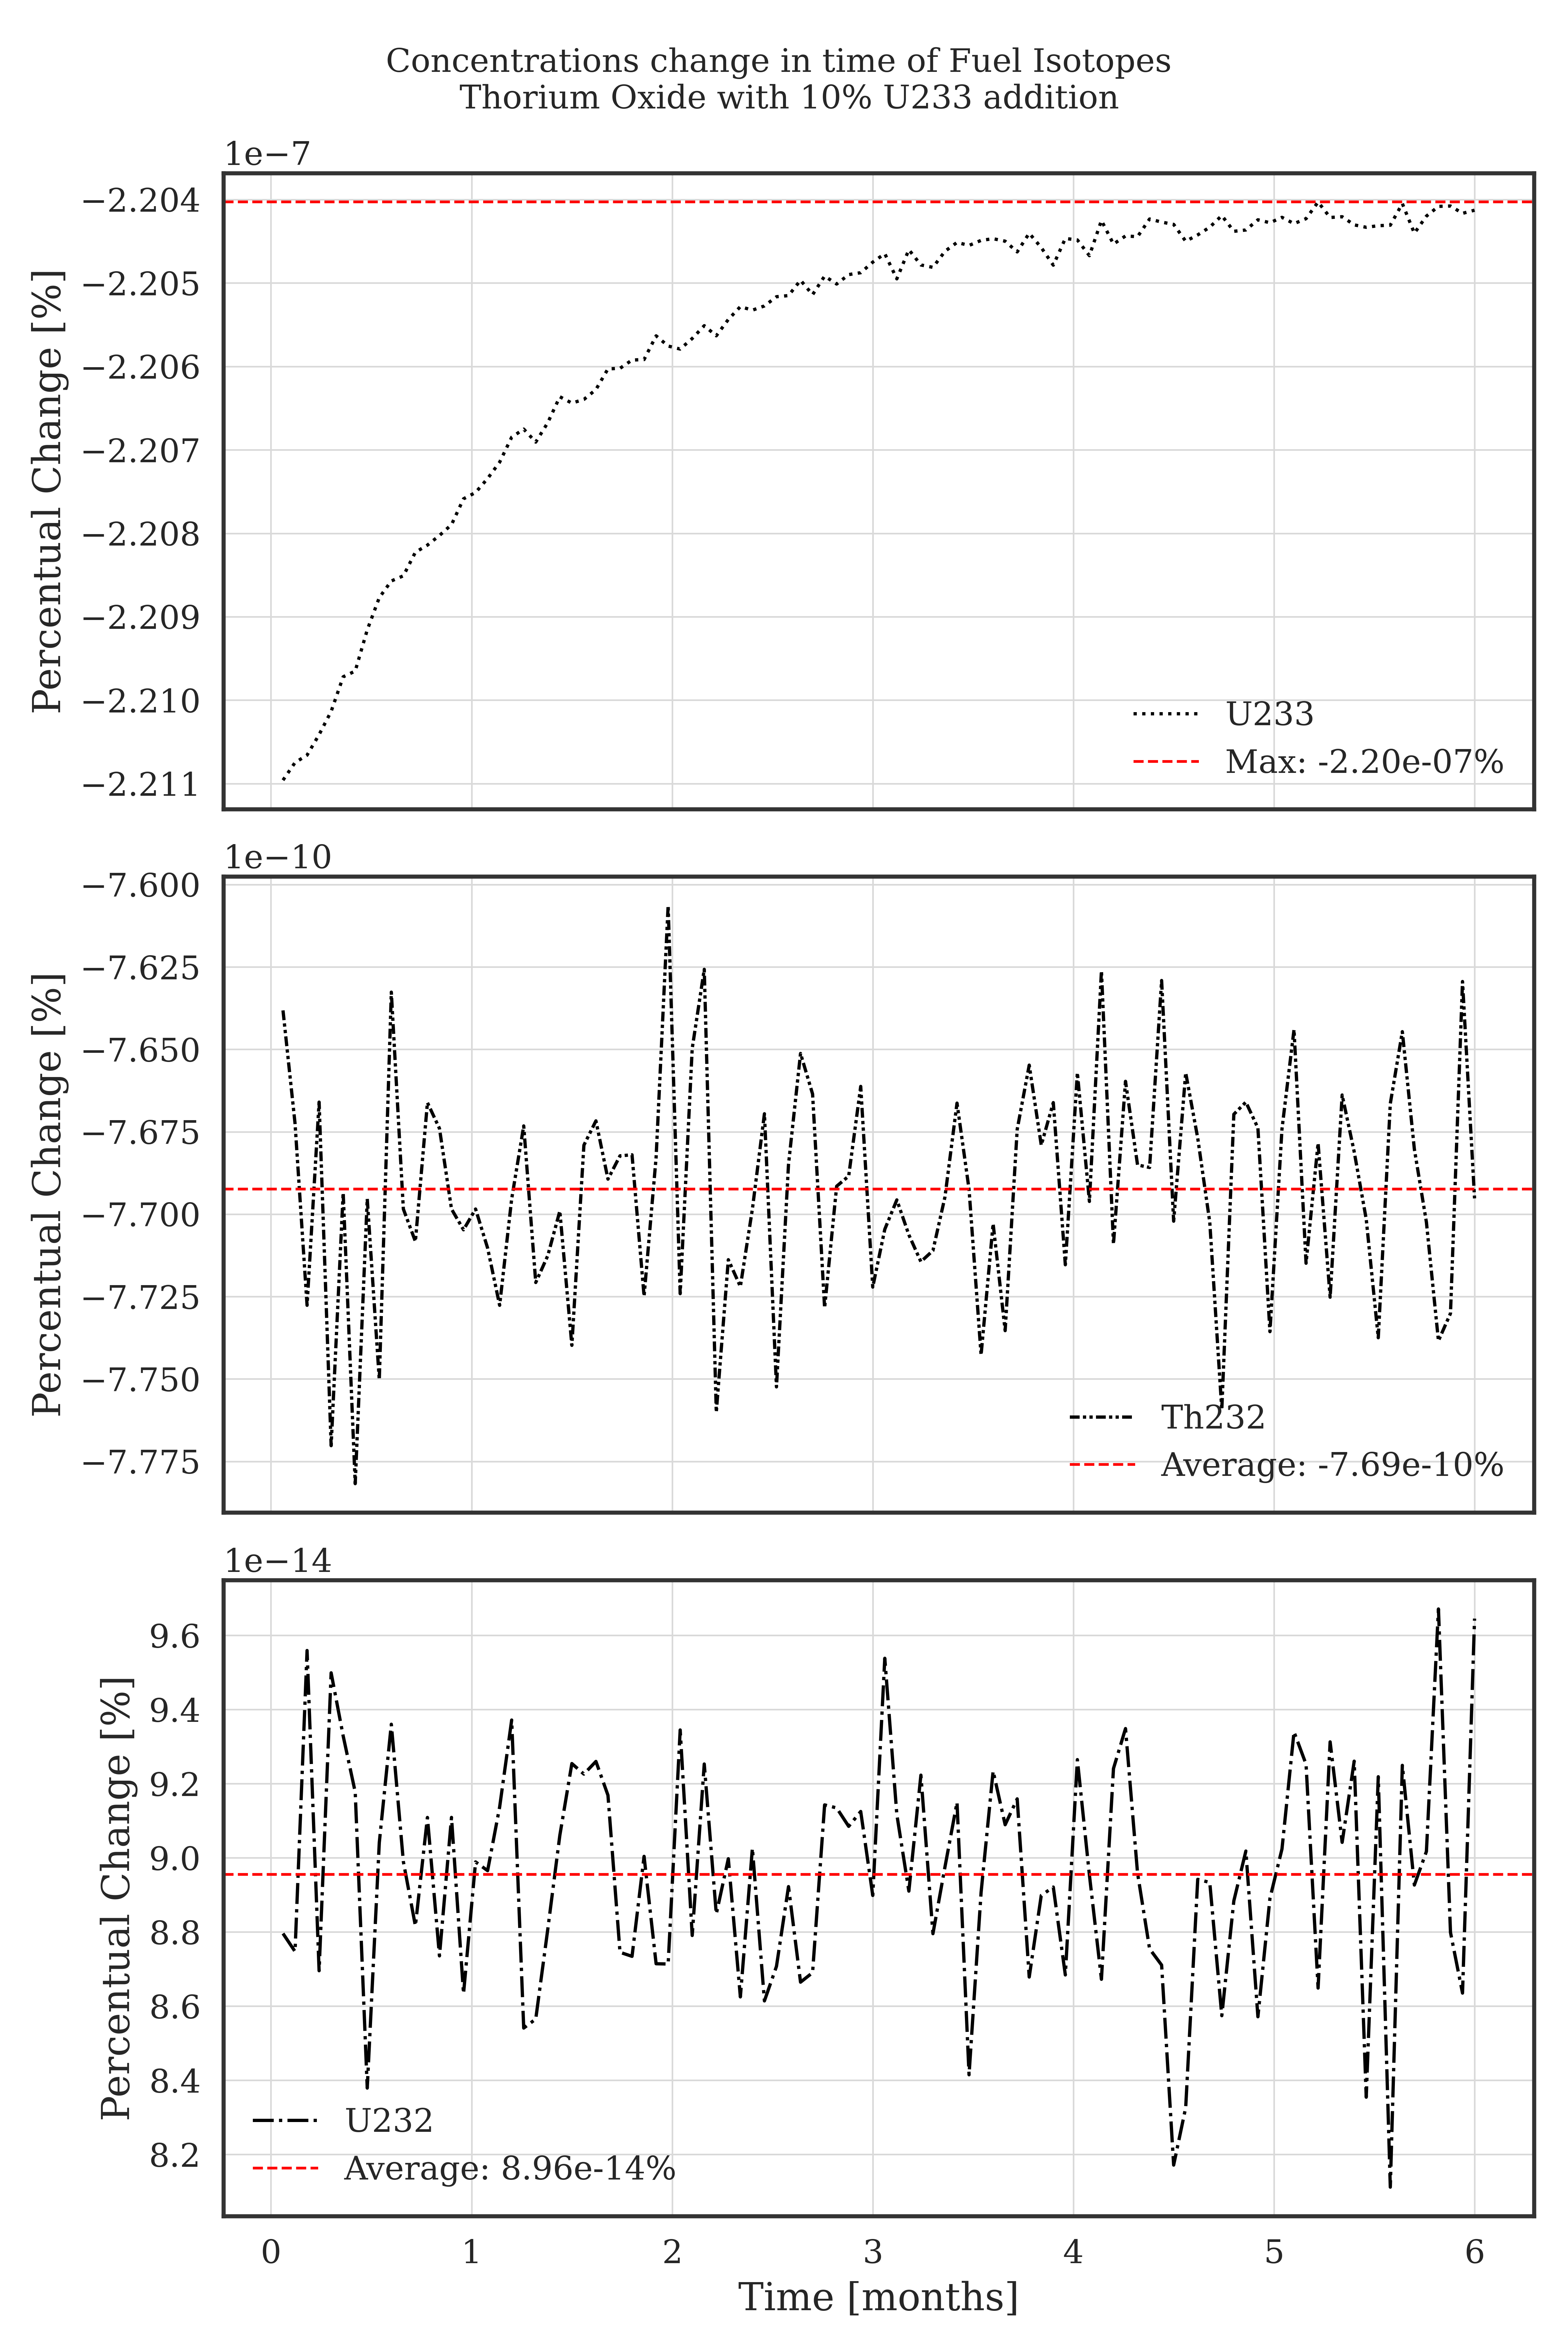 Concentrations change in time of Fuel Isotopes
Thorium Oxide with 10% U233 addition
1e−7
−2.204
−2.205
−2.206
−2.207
−2.208
−2.209
−2.210
−2.211
Percentual Change [%]
U233
Max: -2.20e-07%
1e−10
−7.600
−7.625
−7.650
−7.675
−7.700
−7.725
−7.750
−7.775
Percentual Change [%]
Th232
Average: -7.69e-10%
1e−14
9.6
9.4
9.2
9.0
8.8
8.6
8.4
8.2
Percentual Change [%]
U232
Average: 8.96e-14%
0 1 2 3 4 5 6
Time [months]